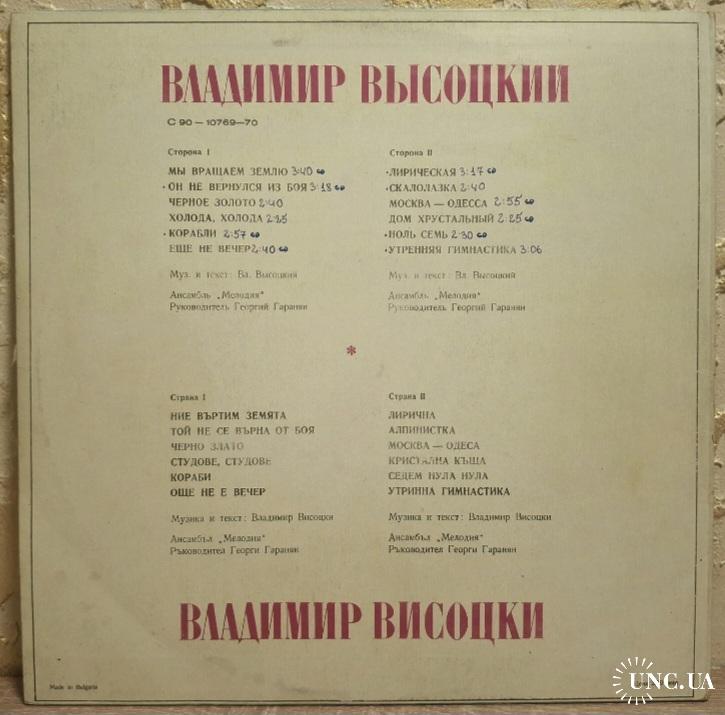 ВЛАДИМИР ВЫСОЦКИЙ
С 90 — 10769—70
Сторона I
МЫ ВРАЩАЕМ ЗЕМЛЮ 3:40
• ОН НЕ ВЕРНУЛСЯ ИЗ БОЯ 3:18
ЧЕРНОЕ ЗОЛОТО 2:40
ХОЛОДА, ХОЛОДА 2:25
• КОРАБЛИ 2:57
ЕЩЕ НЕ ВЕЧЕР 2:40
Муз. и текст: Вл. Высоцкий
Ансамбль „Мелодия“
Руководитель Георгий Гаранян
Сторона II
• ЛИРИЧЕСКАЯ 3:17
• СКАЛОЛАЗКА 2:40
МОСКВА — ОДЕССА 2:55
ДОМ ХРУСТАЛЬНЫЙ 2:25
• НОЛЬ СЕМЬ 2:30
• УТРЕННЯЯ ГИМНАСТИКА 3:06
Муз. и текст: Вл. Высоцкий
Ансамбль „Мелодия“
Руководитель Георгий Гаранян
*
Страна I
НИЕ ВЪРТИМ ЗЕМЯТА
ТОЙ НЕ СЕ ВЪРНА ОТ БОЯ
ЧЕРНО ЗЛАТО
СТУДОВЕ, СТУДОВЕ
КОРАБИ
ОЩЕ НЕ Е ВЕЧЕР
Музика и текст: Владимир Висоцки
Ансамбъл „Мелодия“
Ръководител Георги Гаранян
Страна II
ЛИРИЧНА
АЛПИНИСТКА
МОСКВА — ОДЕСА
КРИСТАЛНА КЪЩА
СЕДЕМ НУЛА НУЛА
УТРИННА ГИМНАСТИКА
Музика и текст: Владимир Висоцки
Ансамбъл „Мелодия“
Ръководител Георги Гаранян
ВЛАДИМИР ВИСОЦКИ
Made in Bulgaria
UNC.UA